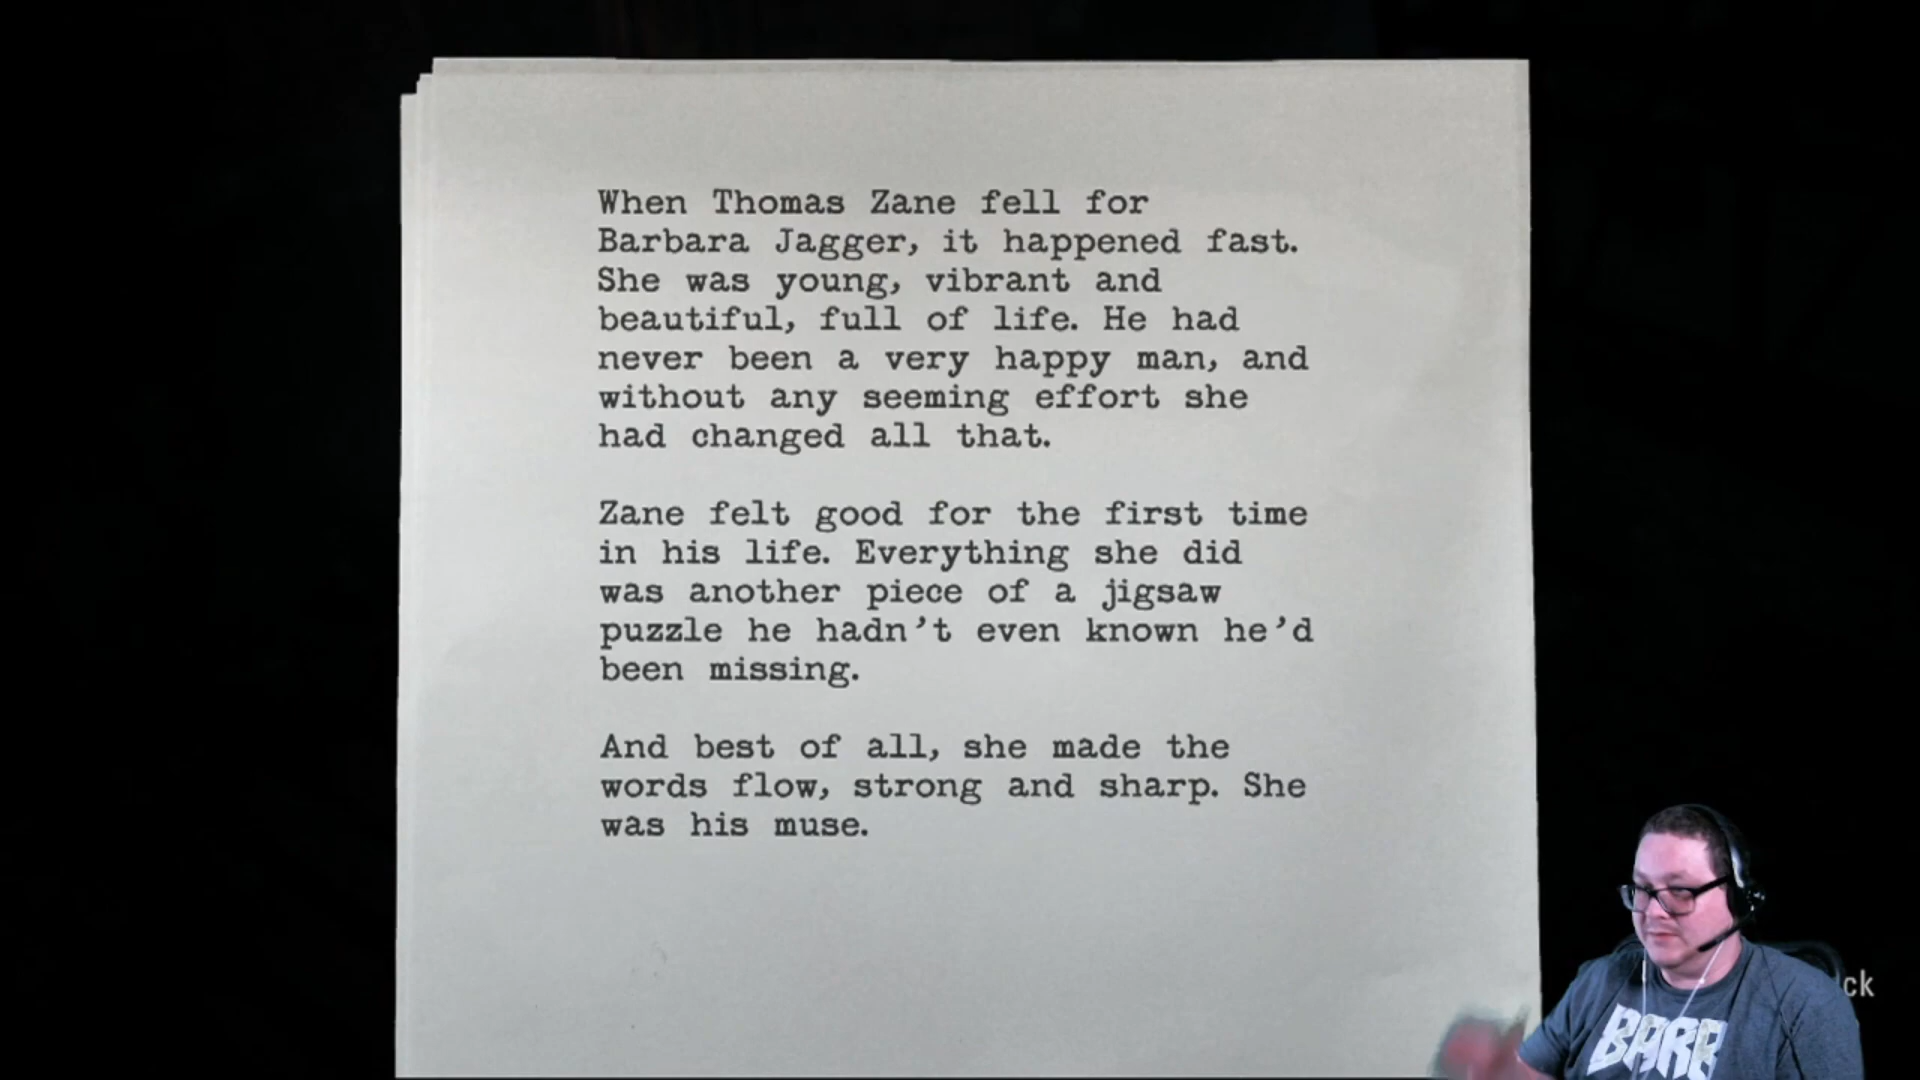 When Thomas Zane fell for
Barbara Jagger, it happened fast.
She was young, vibrant and
beautiful, full of life. He had
never been a very happy man, and
without any seeming effort she
had changed all that.
Zane felt good for the first time
in his life. Everything she did
was another piece of a jigsaw
puzzle he hadn't even known he'd
been missing.
And best of all, she made the
words flow, strong and sharp. She
was his muse.
ck
BARB